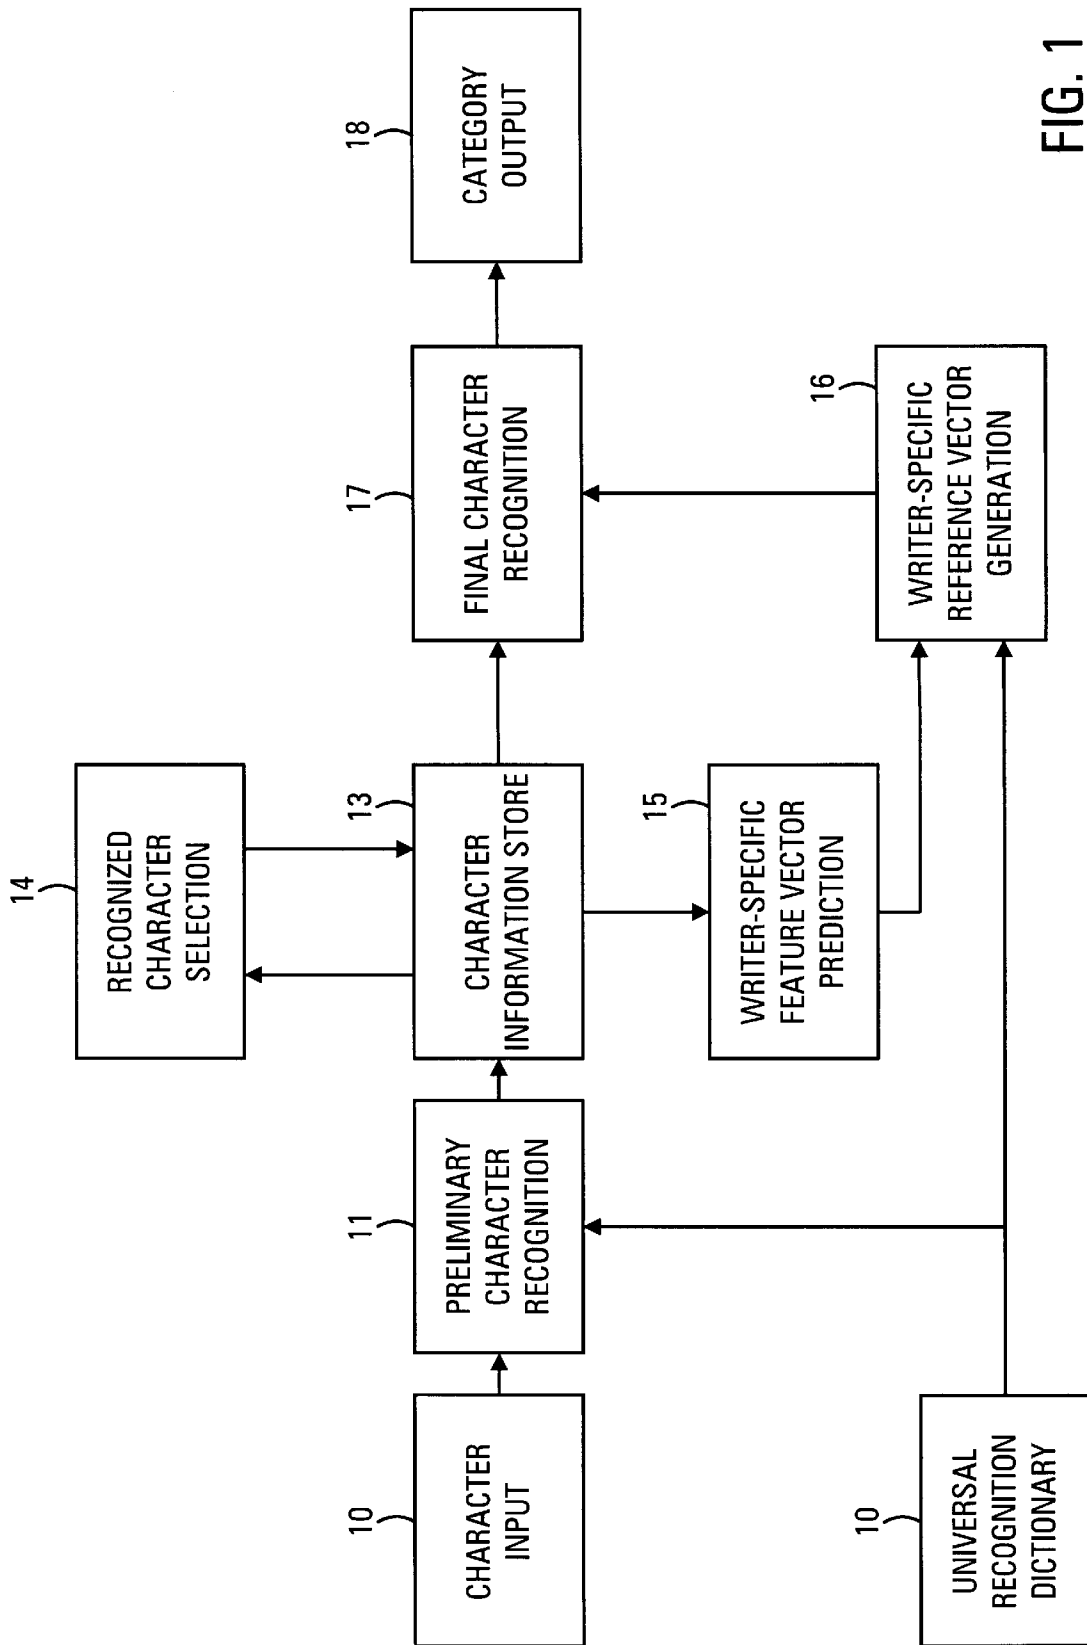 14
RECOGNIZED
CHARACTER
SELECTION
10
CHARACTER
INPUT
11
PRELIMINARY
CHARACTER
RECOGNITION
13
CHARACTER
INFORMATION STORE
17
FINAL CHARACTER
RECOGNITION
18
CATEGORY
OUTPUT
15
WRITER-SPECIFIC
FEATURE VECTOR
PREDICTION
10
UNIVERSAL
RECOGNITION
DICTIONARY
16
WRITER-SPECIFIC
REFERENCE VECTOR
GENERATION
FIG. 1